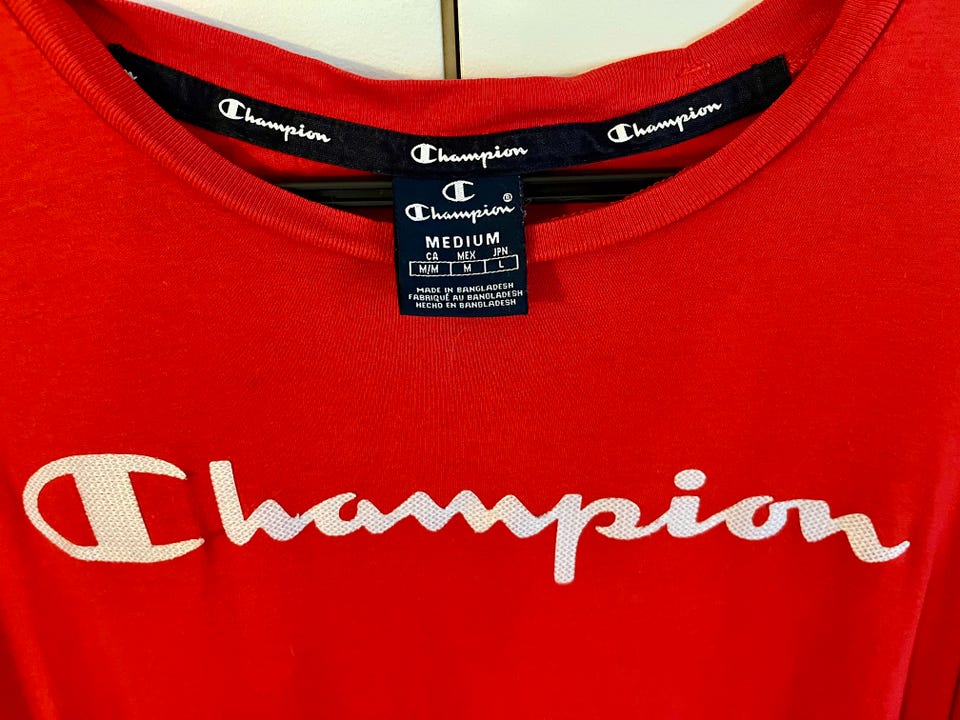 Champion
Champion
Champion
Champion®
MEDIUM
CA MEX JPN
M/M M L
MADE IN BANGLADESH
FABRIQUÉ AU BANGLADESH
HECHO EN BANGLADESH
Champion